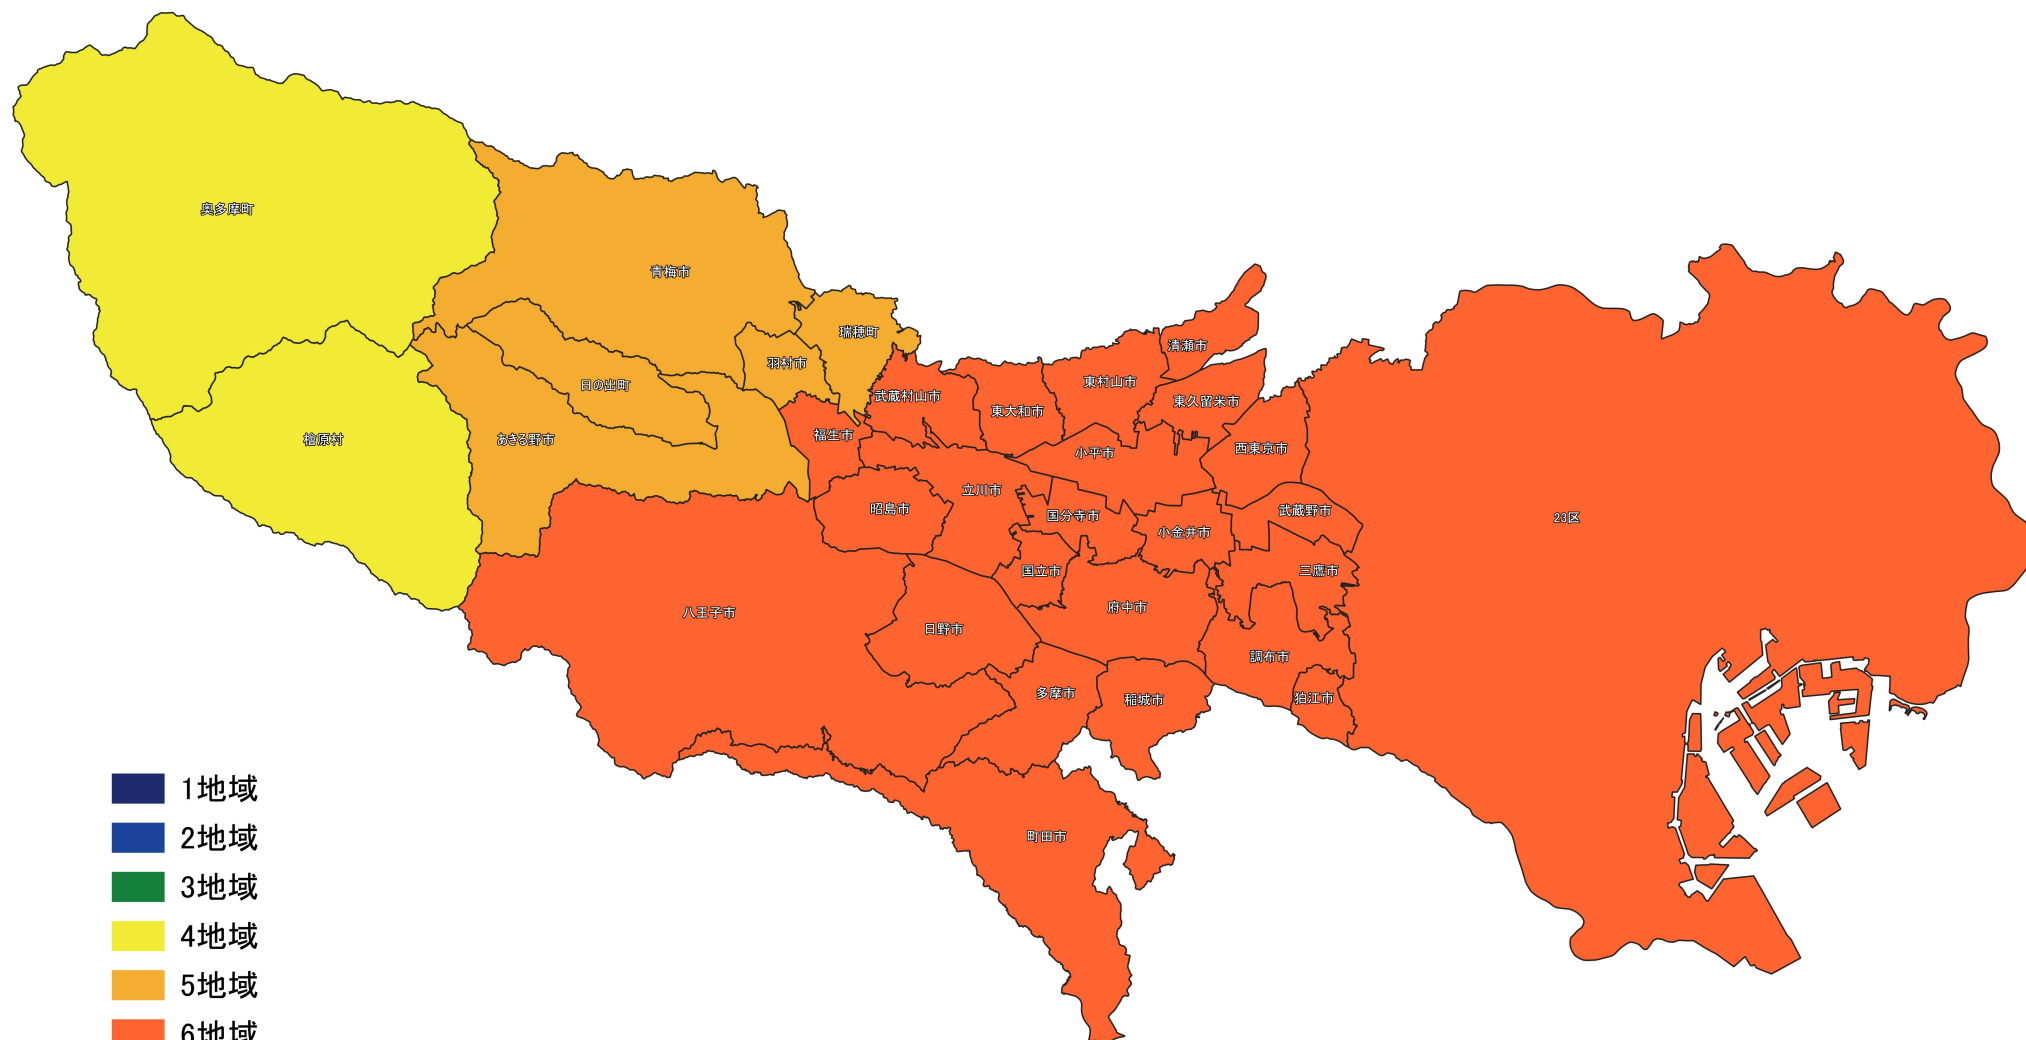 奥多摩町
青梅市
瑞穂町
清瀬市
羽村市
東村山市
日の出町
武蔵村山市
東久留米市
東大和市
檜原村
あきる野市
福生市
西東京市
小平市
立川市
昭島市
武蔵野市
国分寺市
23区
小金井市
国立市
三鷹市
八王子市
府中市
日野市
調布市
多摩市
稲城市
狛江市
町田市
1地域
2地域
3地域
4地域
5地域
6地域